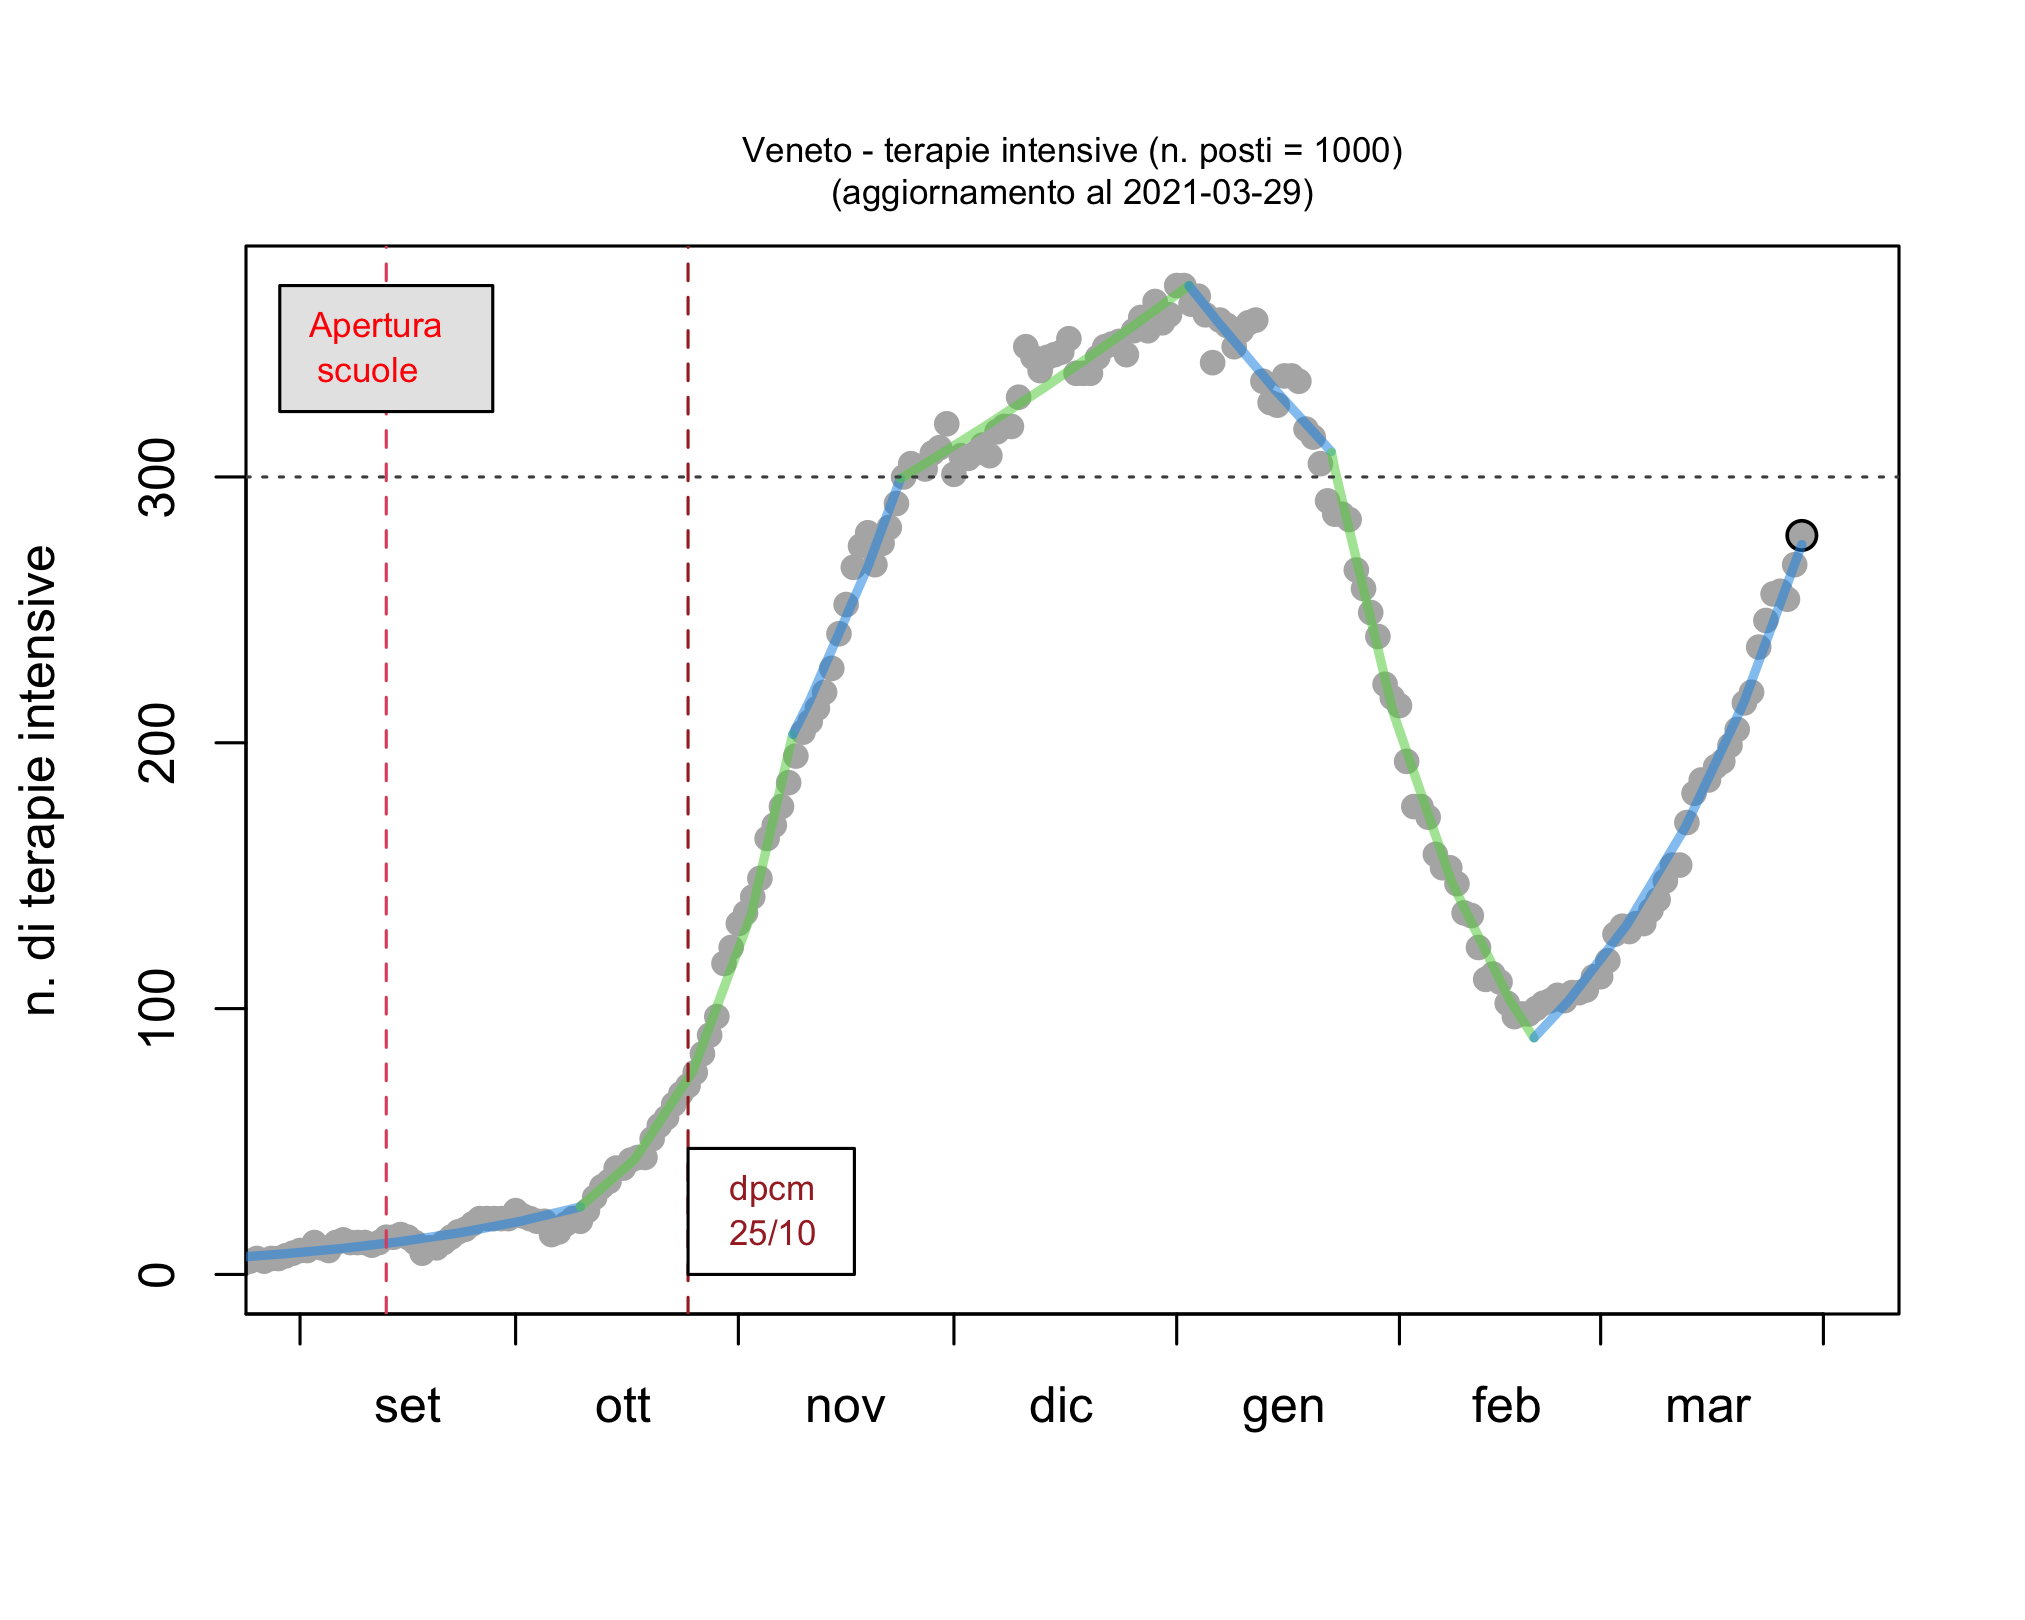 Veneto - terapie intensive (n. posti = 1000)
(aggiornamento al 2021-03-29)
Apertura
scuole
n. di terapie intensive
300
200
100
0
dpcm
25/10
set ott nov dic gen feb mar